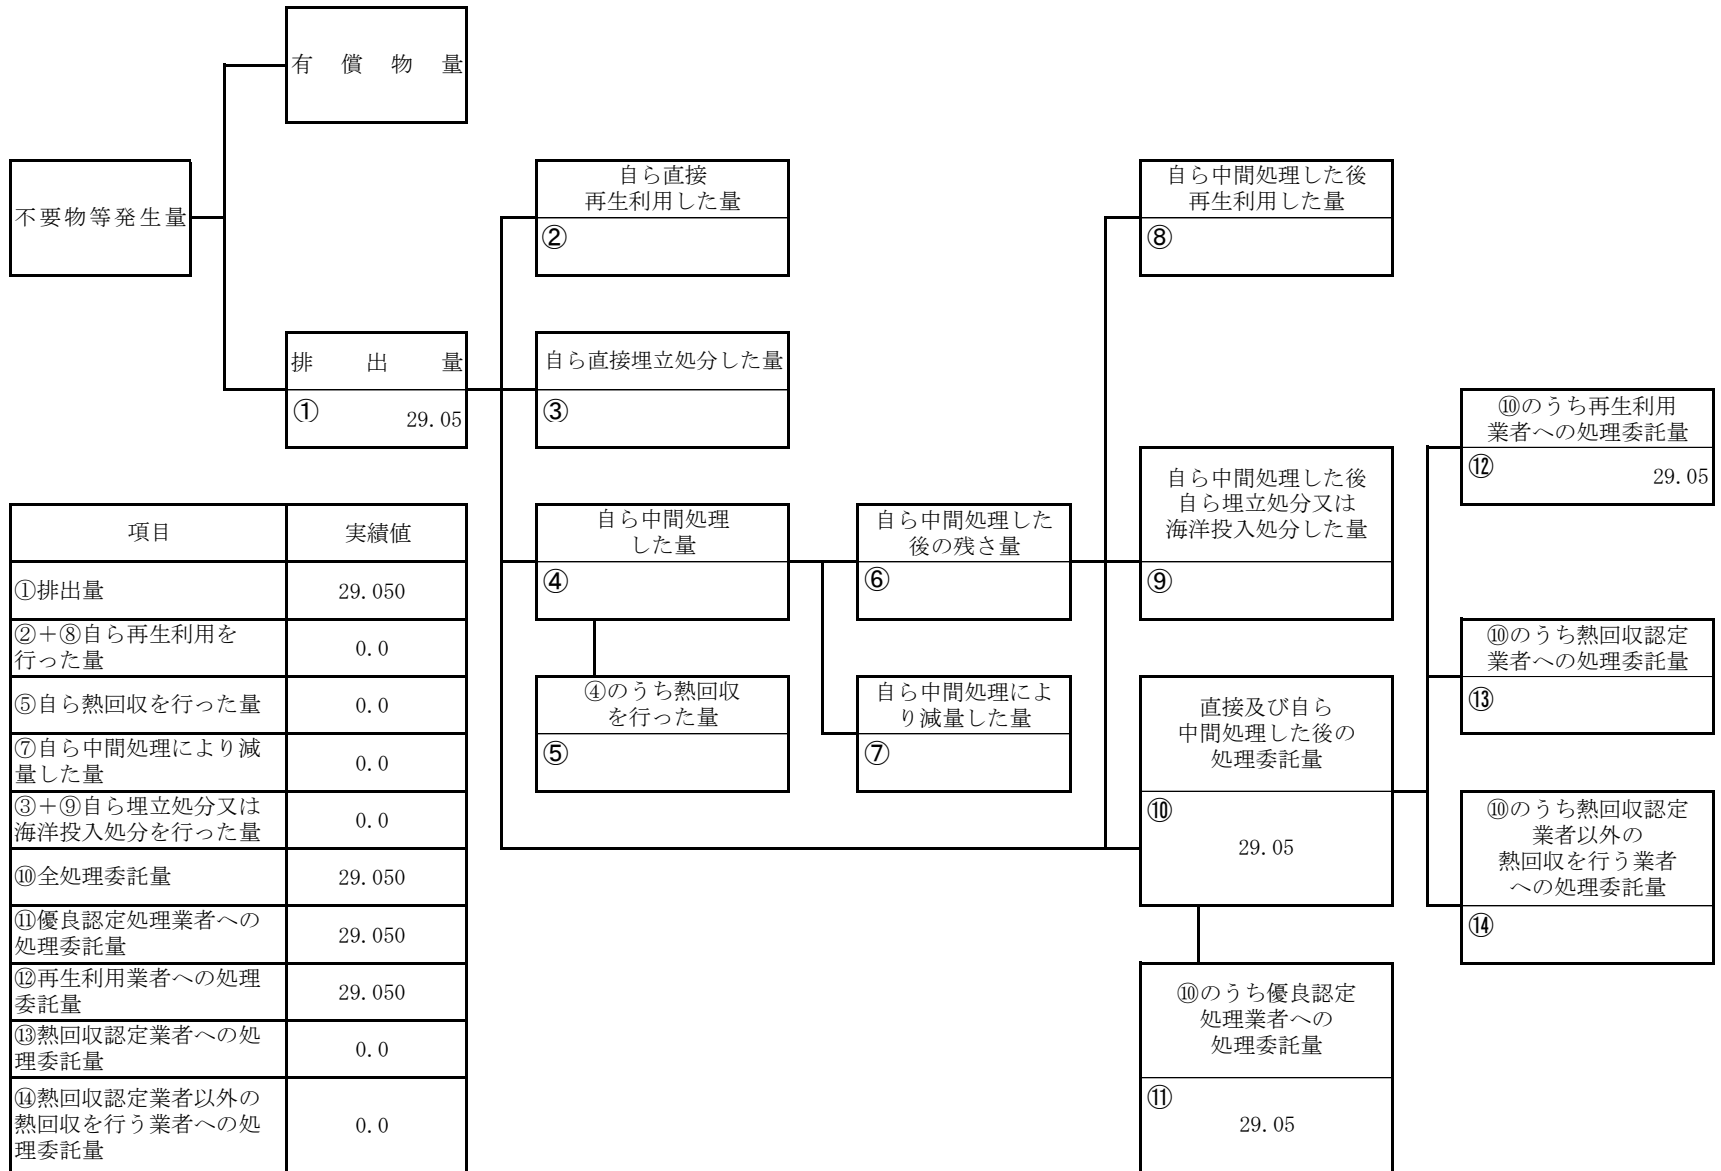 有償物量
不要物等発生量
排出量
①
29.05
自ら直接
再生利用した量
②
自ら直接埋立処分した量
③
自ら中間処理
した量
④
④のうち熱回収
を行った量
⑤
自ら中間処理した
後の残さ量
⑥
自ら中間処理によ
り減量した量
⑦
自ら中間処理した後
再生利用した量
⑧
自ら中間処理した後
自ら埋立処分又は
海洋投入処分した量
⑨
直接及び自ら
中間処理した後の
処理委託量
⑩
29.05
⑩のうち優良認定
処理業者への
処理委託量
⑪
29.05
⑩のうち再生利用
業者への処理委託量
⑫
29.05
⑩のうち熱回収認定
業者への処理委託量
⑬
⑩のうち熱回収認定
業者以外の
熱回収を行う業者
への処理委託量
⑭
項目 実績値
①排出量 29.050
②＋⑧自ら再生利用を
行った量 0.0
⑤自ら熱回収を行った量 0.0
⑦自ら中間処理により減
量した量 0.0
③＋⑨自ら埋立処分又は
海洋投入処分を行った量 0.0
⑩全処理委託量 29.050
⑪優良認定処理業者への
処理委託量 29.050
⑫再生利用業者への処理
委託量 29.050
⑬熱回収認定業者への処
理委託量 0.0
⑭熱回収認定業者以外の
熱回収を行う業者への処
理委託量 0.0